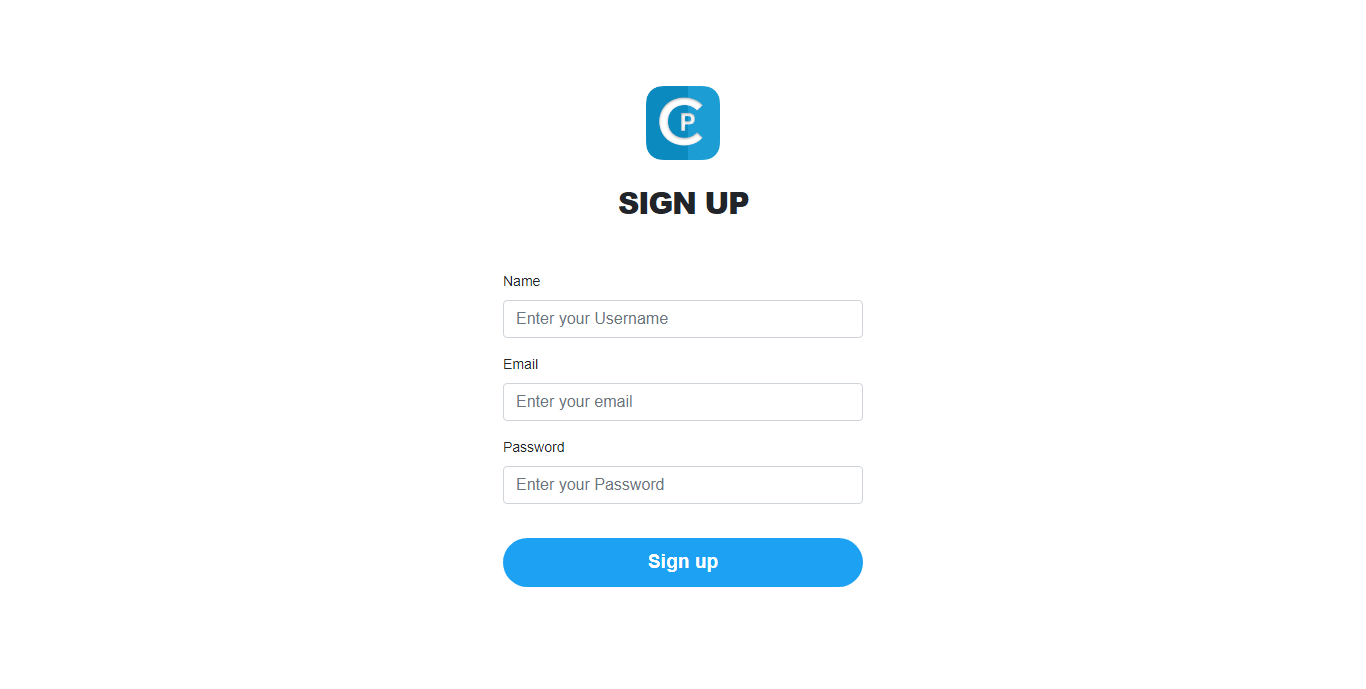 CP
SIGN UP
Name
Enter your Username
Email
Enter your email
Password
Enter your Password
Sign up